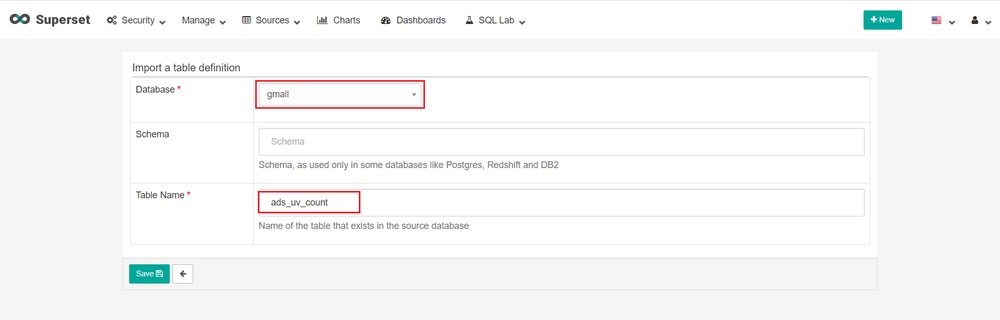 Superset Security Manage Sources Charts Dashboards SQL Lab New
Import a table definition
Database * gmall
Schema Schema
Schema, as used only in some databases like Postgres, Redshift and DB2
Table Name * ads_uv_count
Name of the table that exists in the source database
Save